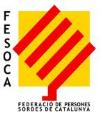 FESOCA
FEDERACIÓ DE PERSONES
SORDES DE CATALUNYA